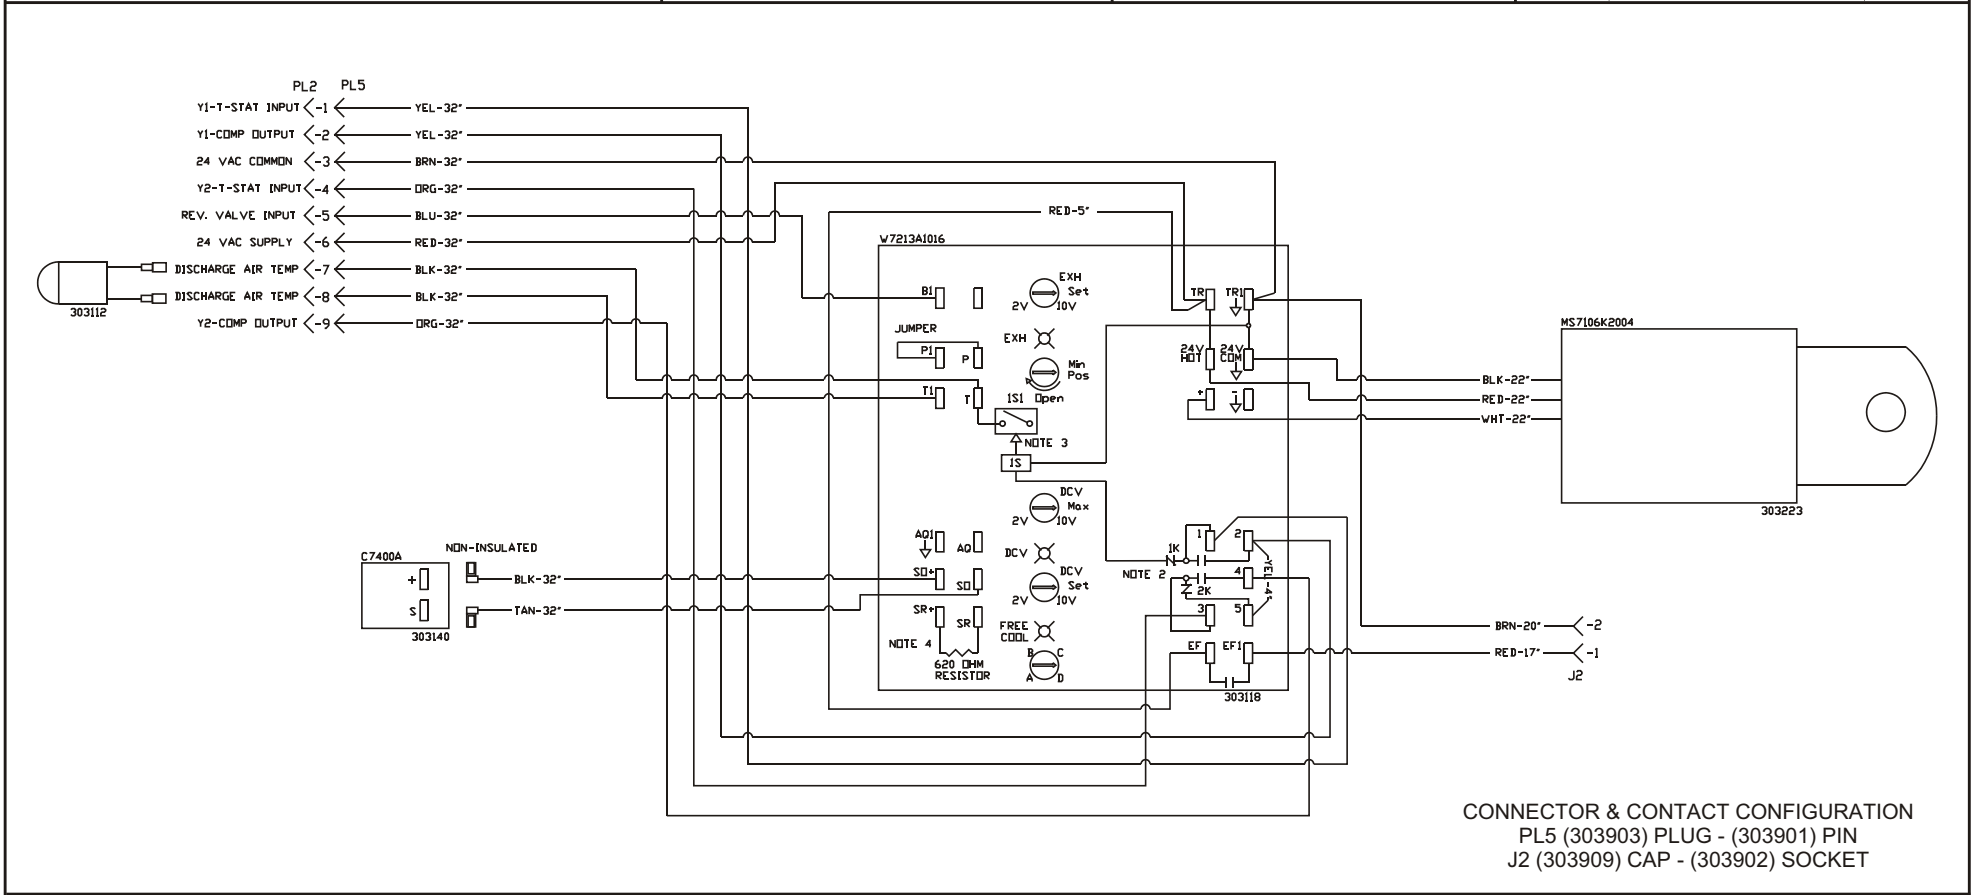 PL2 PL5
Y1-T-STAT INPUT -1 YEL-32"
Y1-COMP OUTPUT -2 YEL-32"
24 VAC COMMON -3 BRN-32"
Y2-T-STAT INPUT -4 ORG-32"
REV. VALVE INPUT -5 BLU-32"
24 VAC SUPPLY -6 RED-32"
DISCHARGE AIR TEMP -7 BLK-32"
DISCHARGE AIR TEMP -8 BLK-32"
Y2-COMP OUTPUT -9 ORG-32"
303112
RED-5"
W7213A1016
B1
EXH
Set
2V 10V
JUMPER
EXH
P1 P
Min
Pos
Open
T1 T
1S1
NOTE 3
1S
TR TR1
24V
HOT
24V
COM
+ -
MS7106K2004
BLK-22"
RED-22"
WHT-22"
303223
DCV
Max
2V 10V
AQ1 AQ
DCV
SO+ SO
DCV
Set
2V 10V
SR+ SR
NOTE 4
620 OHM
RESISTOR
FREE
COOL
B C
A D
1 2
1K
NOTE 2
4
2K
YEL-4"
3 5
EF EF1
303118
C7400A
NON-INSULATED
+
S
303140
BLK-32"
TAN-32"
BRN-20" -2
RED-17" -1
J2
CONNECTOR & CONTACT CONFIGURATION
PL5 (303903) PLUG - (303901) PIN
J2 (303909) CAP - (303902) SOCKET